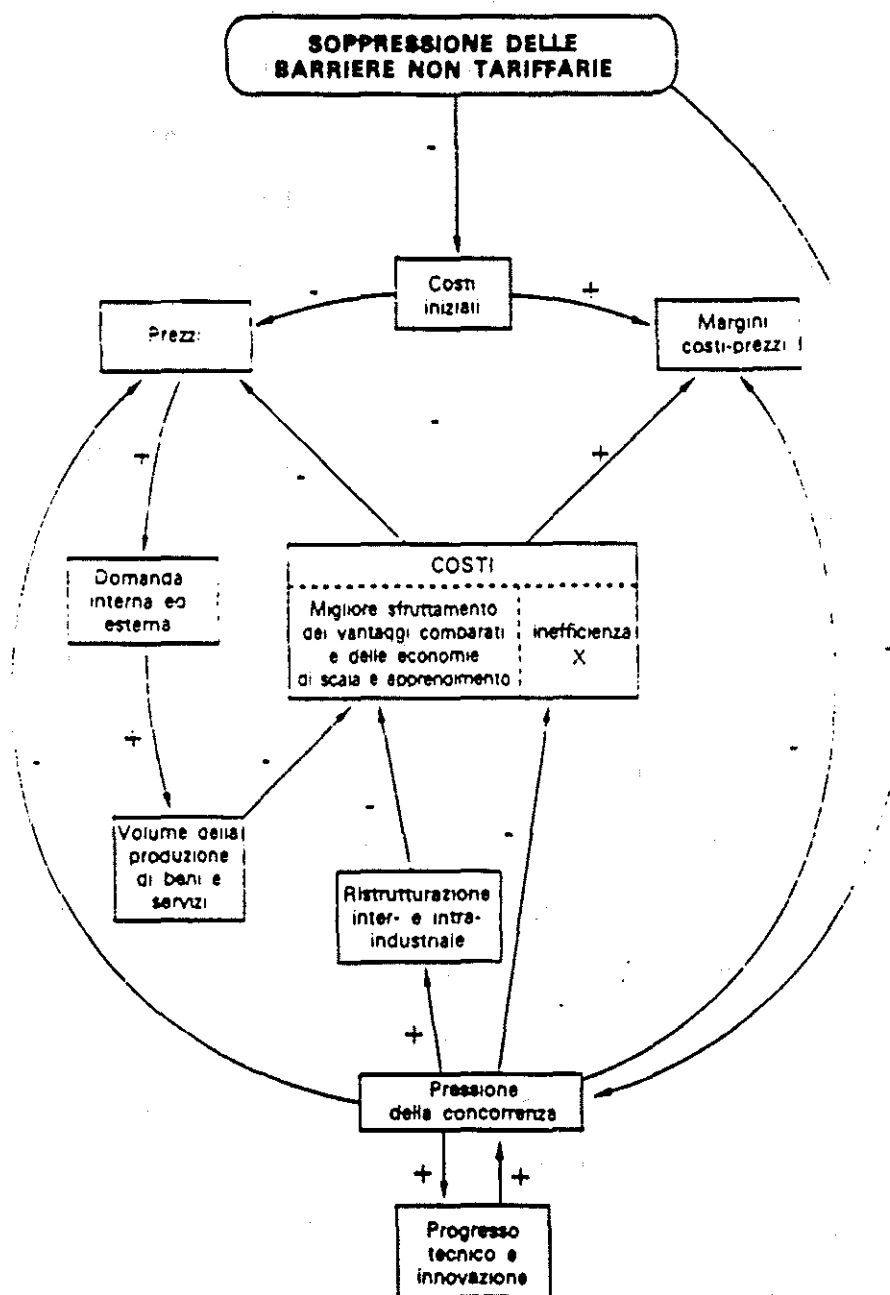 SOPPRESSIONE DELLE
BARRIERE NON TARIFFARIE
-
Costi
iniziali
-
+
Prezzi
Margini
costi-prezzi
-
+
-
+
COSTI
Domanda
interna ed
esterna
Migliore sfruttamento
dei vantaggi comparati
e delle economie
di scala e apprendimento
inefficienza
X
-
+
-
-
-
-
-
Volume della
produzione
di beni e
servizi
Ristrutturazione
inter- e intra-
industriale
+
Pressione
della concorrenza
+
+
Progresso
tecnico e
innovazione